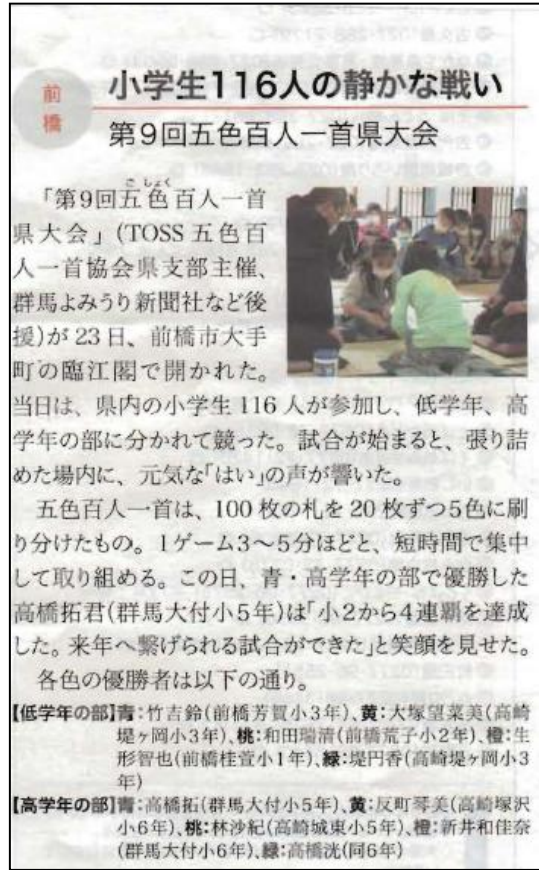 前橋
小学生116人の静かな戦い
第9回五色百人一首県大会
「第9回五色百人一首
ごしょく
県大会」(TOSS 五色百
人一首協会県支部主催、
群馬よみうり新聞社など後
援)が 23 日、前橋市大手
町の臨江閣で開かれた。
当日は、県内の小学生 116 人が参加し、低学年、高
学年の部に分かれて競った。試合が始まると、張り詰
めた場内に、元気な「はい」の声が響いた。
五色百人一首は、100 枚の札を 20 枚ずつ5色に刷
り分けたもの。1ゲーム3〜5分ほどと、短時間で集中
して取り組める。この日、青・高学年の部で優勝した
高橋拓君(群馬大付小5年)は「小2から4連覇を達成
した。来年へ繋げられる試合ができた」と笑顔を見せた。
各色の優勝者は以下の通り。
【低学年の部】青:竹吉鈴(前橋芳賀小3年)、黄:大塚望菜美(高崎
堤ヶ岡小3年)、桃:和田瑞清(前橋荒子小2年)、橙:生
形智也(前橋桂萱小1年)、緑:堤円香(高崎堤ヶ岡小3
年)
【高学年の部】青:高橋拓(群馬大付小5年)、黄:反町琴美(高崎塚沢
小6年)、桃:林沙紀(高崎城東小5年)、橙:新井和佳奈
(群馬大付小6年)、緑:高橋洸(同6年)